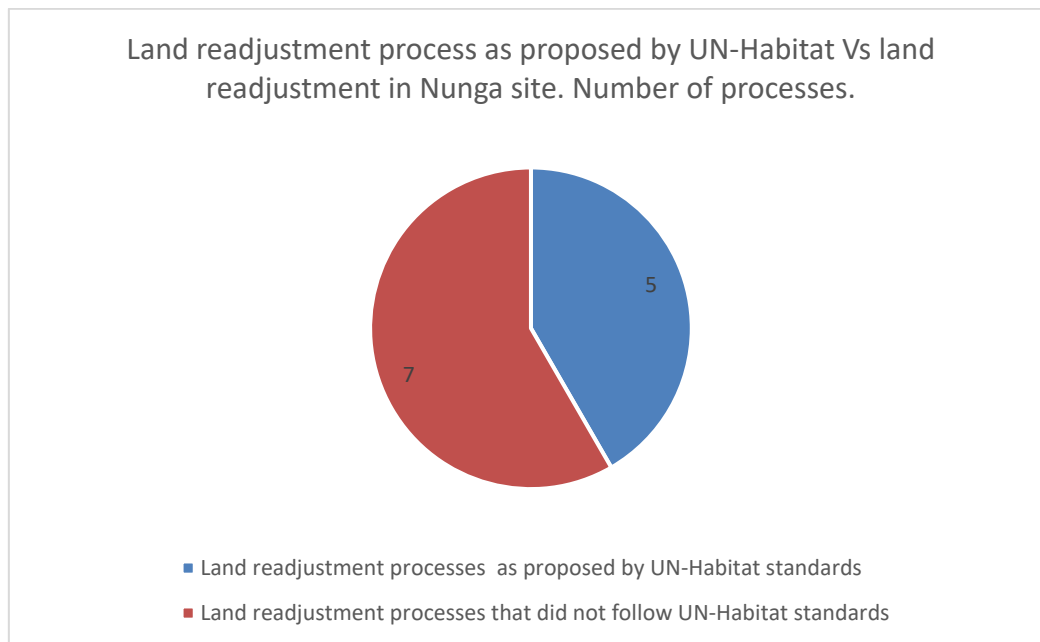 Land readjustment process as proposed by UN-Habitat Vs land
readjustment in Nunga site. Number of processes.
5
7
Land readjustment processes  as proposed by UN-Habitat standards
Land readjustment processes that did not follow UN-Habitat standards